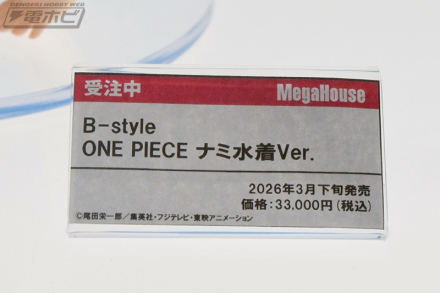 DENGEKI HOBBY WEB
電ホビ
受注中
MegaHouse
B-style
ONE PIECE ナミ水着Ver.
2026年3月下旬発売
価格:33,000円(税込)
©尾田栄一郎/集英社・フジテレビ・東映アニメーション